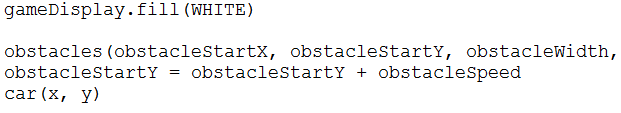 gameDisplay.fill(WHITE)
obstacles(obstacleStartX, obstacleStartY, obstacleWidth,
obstacleStartY = obstacleStartY + obstacleSpeed
car(x, y)